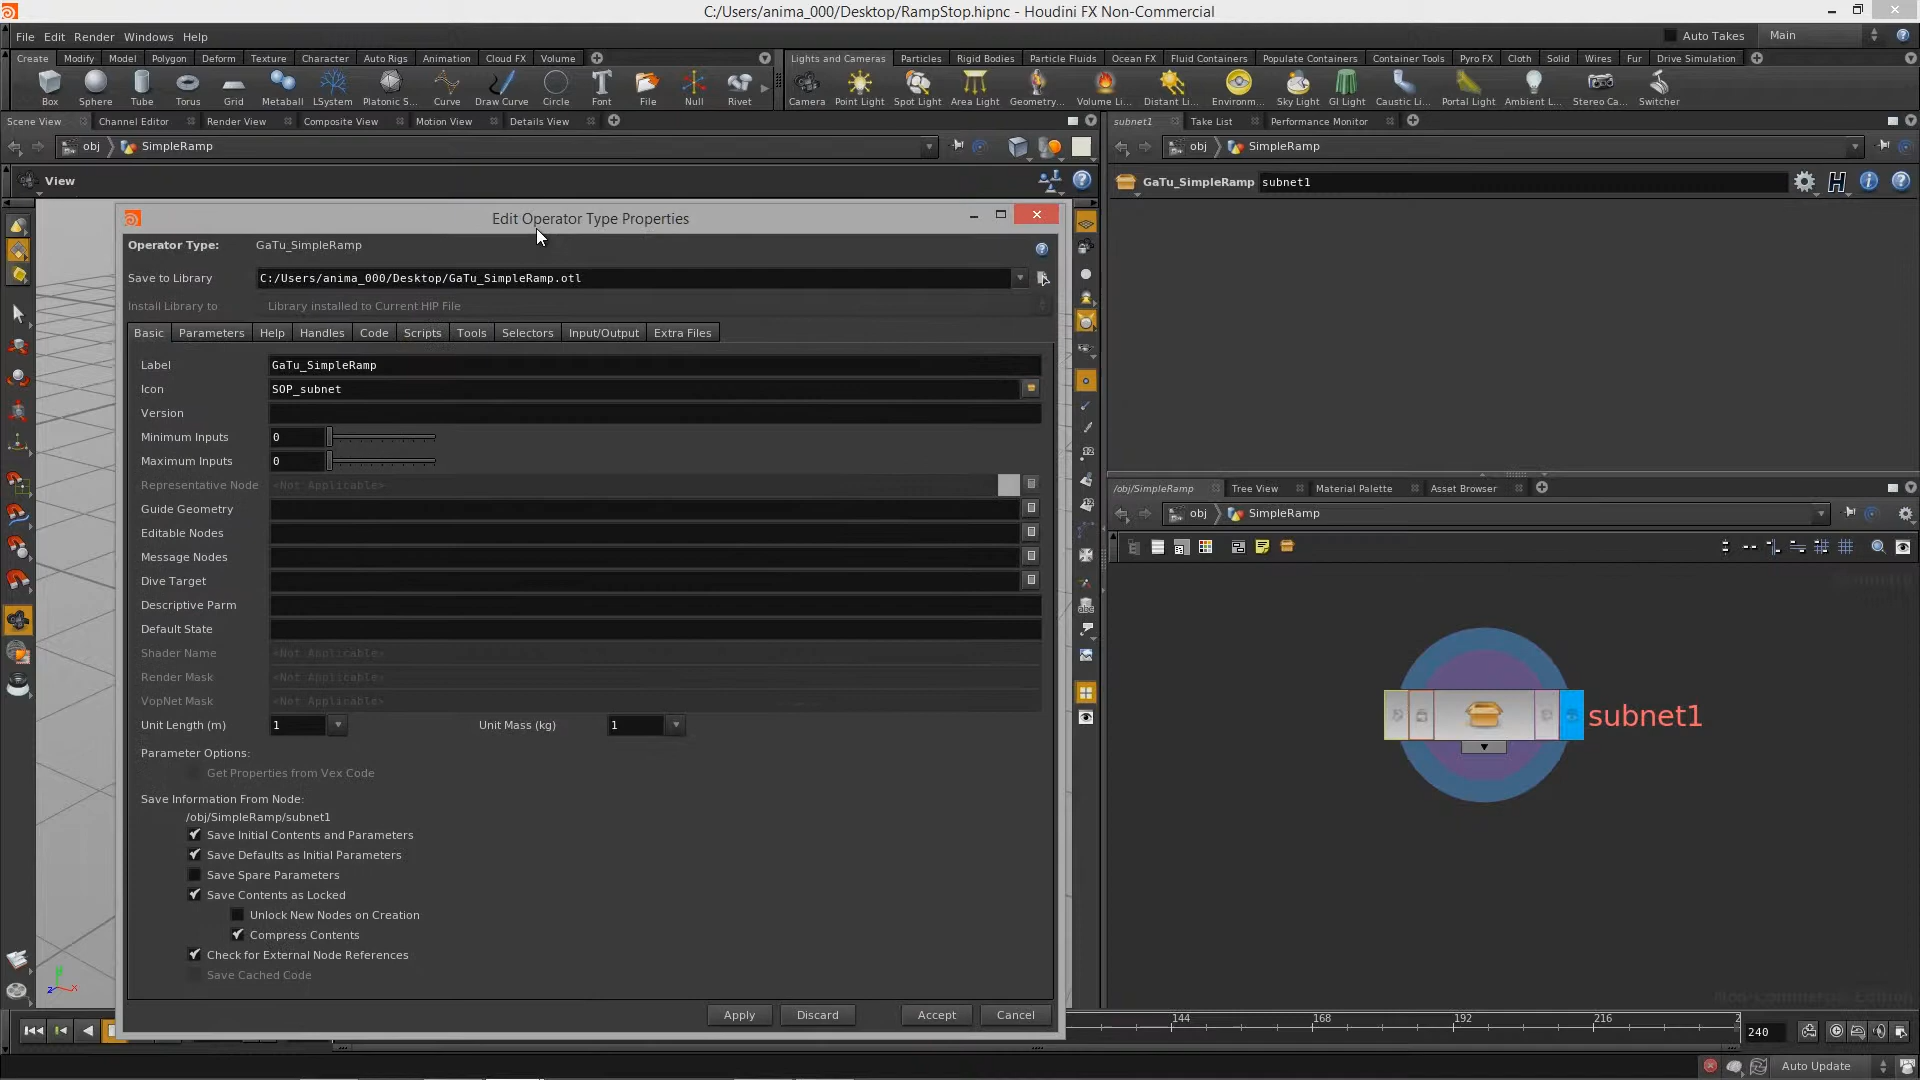 C:/Users/anima_000/Desktop/RampStop.hipnc - Houdini FX Non-Commercial
File Edit Render Windows Help
Auto Takes Main
Create Modify Model Polygon Deform Texture Character Auto Rigs Animation Cloud FX Volume
Lights and Cameras Particles Rigid Bodies Particle Fluids Ocean FX Fluid Containers Populate Containers Container Tools Pyro FX Cloth Solid Wires Fur Drive Simulation
Box Sphere Tube Torus Grid Metaball LSystem Platonic S... Curve Draw Curve Circle Font File Null Rivet
Camera Point Light Spot Light Area Light Geometry... Volume Li... Distant Li... Environm... Sky Light GI Light Caustic Li... Portal Light Ambient L... Stereo Ca... Switcher
Scene View Channel Editor Render View Composite View Motion View Details View
subnet1 Take List Performance Monitor
obj SimpleRamp
obj SimpleRamp
View
GaTu_SimpleRamp subnet1
Edit Operator Type Properties
Operator Type: GaTu_SimpleRamp
Save to Library C:/Users/anima_000/Desktop/GaTu_SimpleRamp.otl
Install Library to Library installed to Current HIP File
Basic Parameters Help Handles Code Scripts Tools Selectors Input/Output Extra Files
Label GaTu_SimpleRamp
Icon SOP_subnet
Version
Minimum Inputs 0
Maximum Inputs 0
Representative Node <Not Applicable>
Guide Geometry
Editable Nodes
Message Nodes
Dive Target
Descriptive Parm
Default State
Shader Name <Not Applicable>
Render Mask <Not Applicable>
VopNet Mask <Not Applicable>
Unit Length (m) 1 Unit Mass (kg) 1
Parameter Options:
Get Properties from Vex Code
Save Information From Node:
/obj/SimpleRamp/subnet1
Save Initial Contents and Parameters
Save Defaults as Initial Parameters
Save Spare Parameters
Save Contents as Locked
Unlock New Nodes on Creation
Compress Contents
Check for External Node References
Save Cached Code
Apply Discard Accept Cancel
/obj/SimpleRamp Tree View Material Palette Asset Browser
obj SimpleRamp
subnet1
Non-Commercial Edition
144 168 192 216 2
240
Auto Update